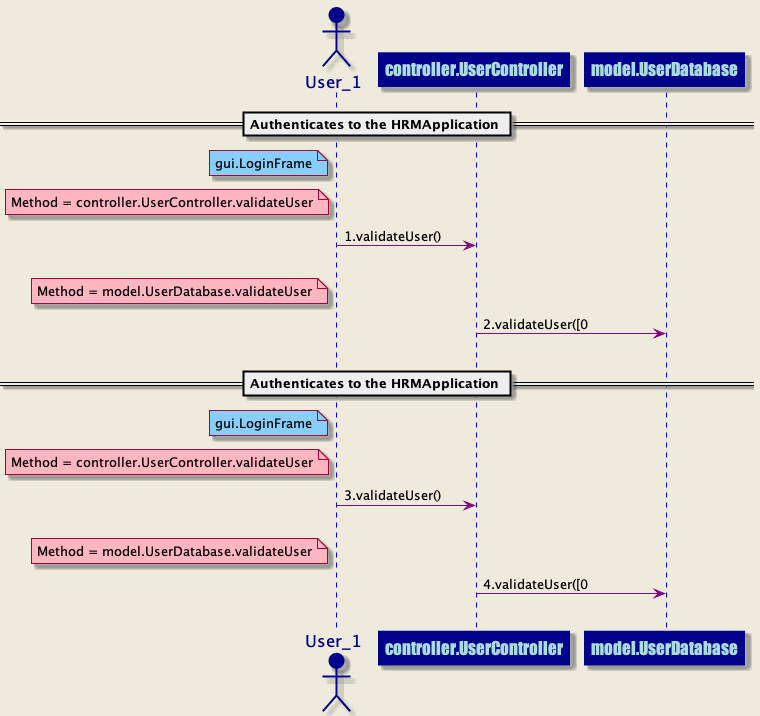 User_1
controller.UserController
model.UserDatabase
Authenticates to the HRMApplication
gui.LoginFrame
Method = controller.UserController.validateUser
1.validateUser()
Method = model.UserDatabase.validateUser
2.validateUser([0
Authenticates to the HRMApplication
gui.LoginFrame
Method = controller.UserController.validateUser
3.validateUser()
Method = model.UserDatabase.validateUser
4.validateUser([0
User_1
controller.UserController
model.UserDatabase